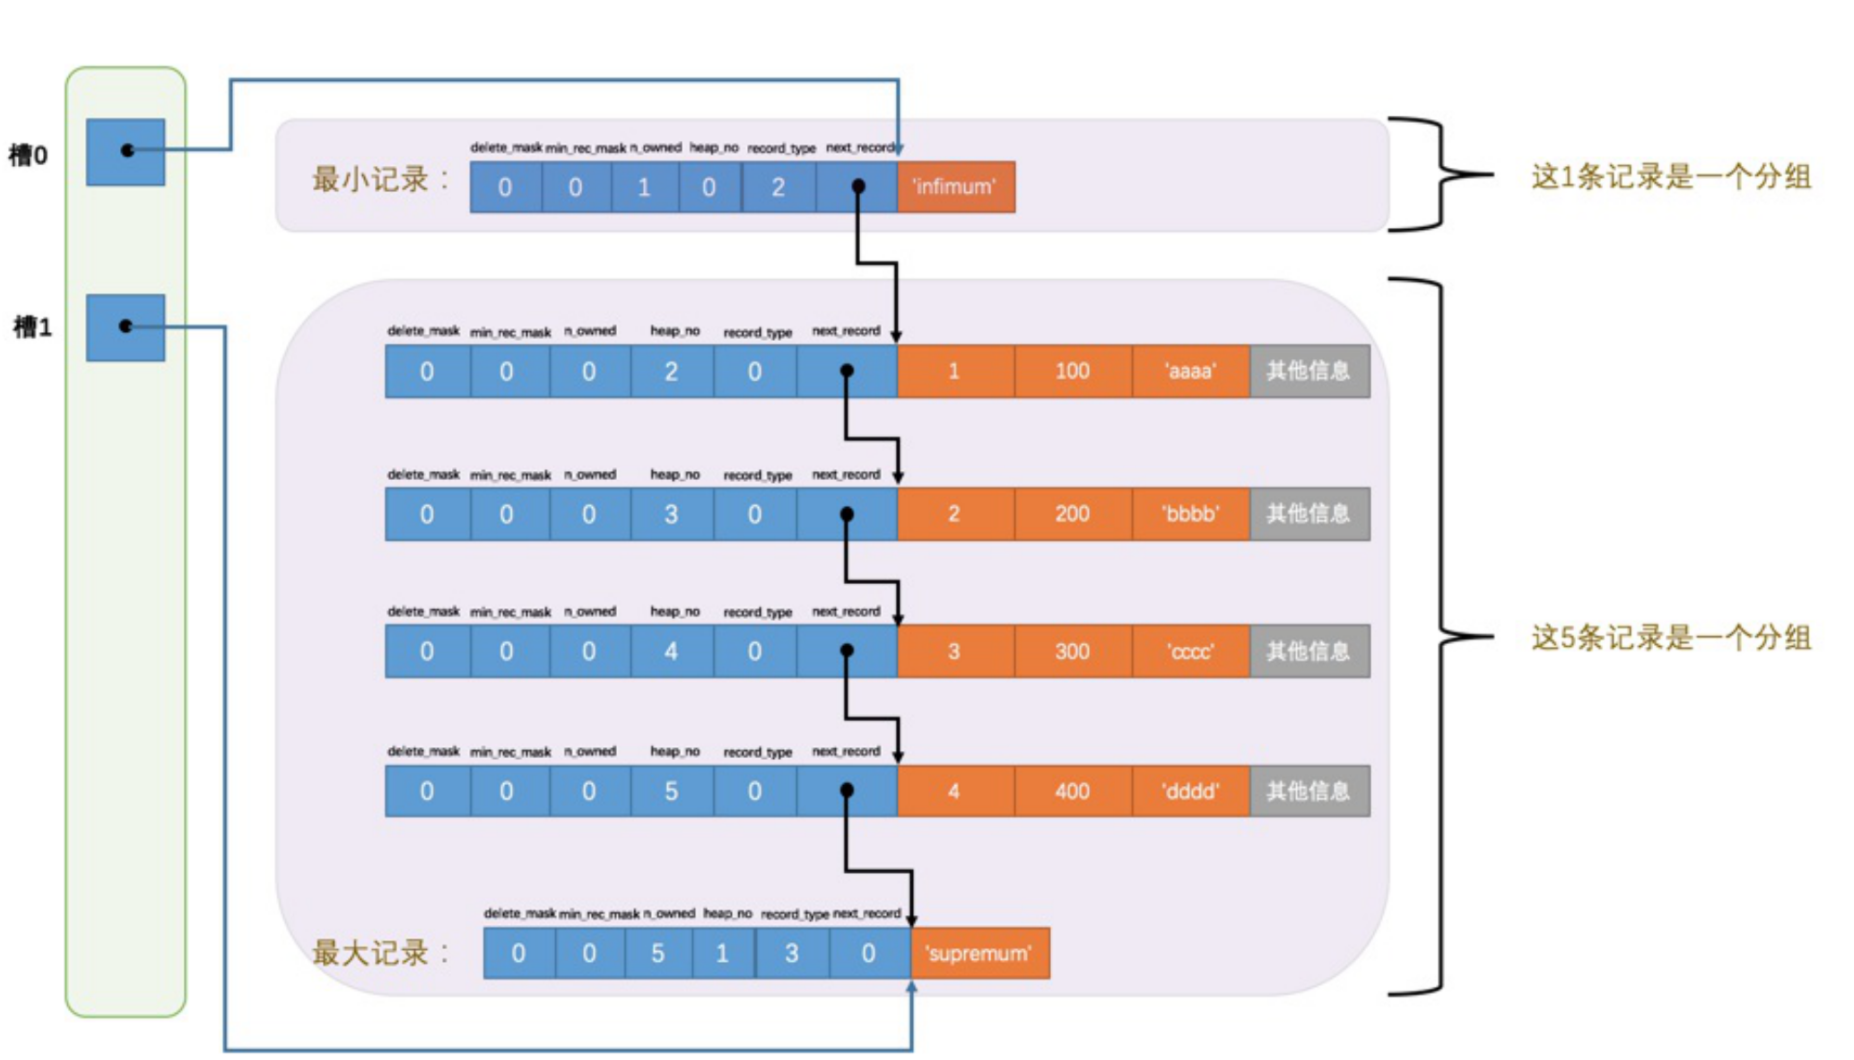 槽0
delete_mask min_rec_mask n_owned heap_no record_type next_record
最小记录： 0 0 1 0 2 'infimum'
这1条记录是一个分组
槽1
delete_mask min_rec_mask n_owned heap_no record_type next_record
0 0 0 2 0 1 100 'aaaa' 其他信息
delete_mask min_rec_mask n_owned heap_no record_type next_record
0 0 0 3 0 2 200 'bbbb' 其他信息
delete_mask min_rec_mask n_owned heap_no record_type next_record
0 0 0 4 0 3 300 'cccc' 其他信息
这5条记录是一个分组
delete_mask min_rec_mask n_owned heap_no record_type next_record
0 0 0 5 0 4 400 'dddd' 其他信息
delete_mask min_rec_mask n_owned heap_no record_type next_record
最大记录： 0 0 5 1 3 0 'supremum'